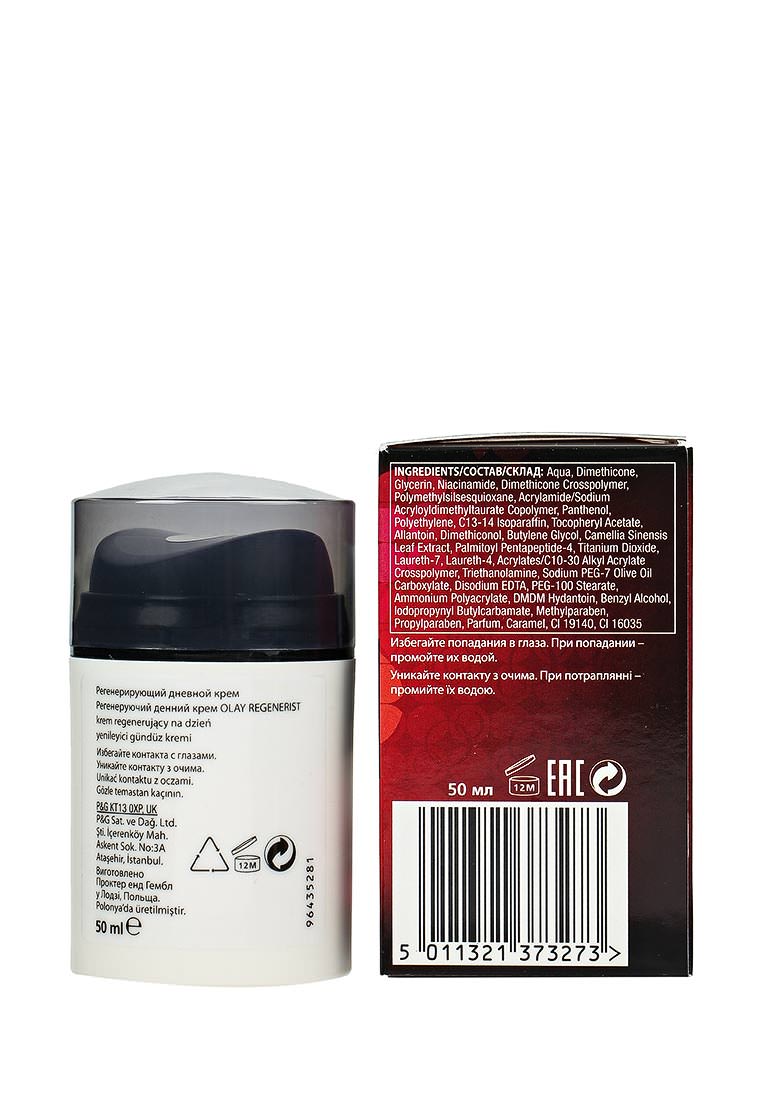 Регенерирующий дневной крем
Регенеруючий денний крем OLAY REGENERIST
krem regenerujący na dzień
yenileyici gündüz kremi
Избегайте контакта с глазами.
Уникайте контакту з очима.
Unikać kontaktu z oczami.
Gözle temastan kaçının.
P&G KT13 0XP, UK
P&G Sat. ve Dağ. Ltd.
Şti. İçerenköy Mah.
Askent Sok. No:3A
Ataşehir, İstanbul.
Виготовлено
Проктер енд Гембл
у Лодзі, Польща.
Polonya'da üretilmiştir.
50 ml e
12M
96435281
INGREDIENTS/СОСТАВ/СКЛАД: Aqua, Dimethicone,
Glycerin, Niacinamide, Dimethicone Crosspolymer,
Polymethylsilsesquioxane, Acrylamide/Sodium
Acryloyldimethyltaurate Copolymer, Panthenol,
Polyethylene, C13-14 Isoparaffin, Tocopheryl Acetate,
Allantoin, Dimethiconol, Butylene Glycol, Camellia Sinensis
Leaf Extract, Palmitoyl Pentapeptide-4, Titanium Dioxide,
Laureth-7, Laureth-4, Acrylates/C10-30 Alkyl Acrylate
Crosspolymer, Triethanolamine, Sodium PEG-7 Olive Oil
Carboxylate, Disodium EDTA, PEG-100 Stearate,
Ammonium Polyacrylate, DMDM Hydantoin, Benzyl Alcohol,
Iodopropynyl Butylcarbamate, Methylparaben,
Propylparaben, Parfum, Caramel, CI 19140, CI 16035
Избегайте попадания в глаза. При попадании –
промойте их водой.
Уникайте контакту з очима. При потраплянні –
промийте їх водою.
50 мл
12M
EAC
5 011321 373273 >